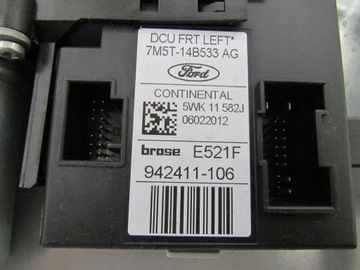 DCU FRT LEFT*
7M5T-14B533 AG
Ford
CONTINENTAL
5WK 11 582J
06022012
brose E521F
942411-106